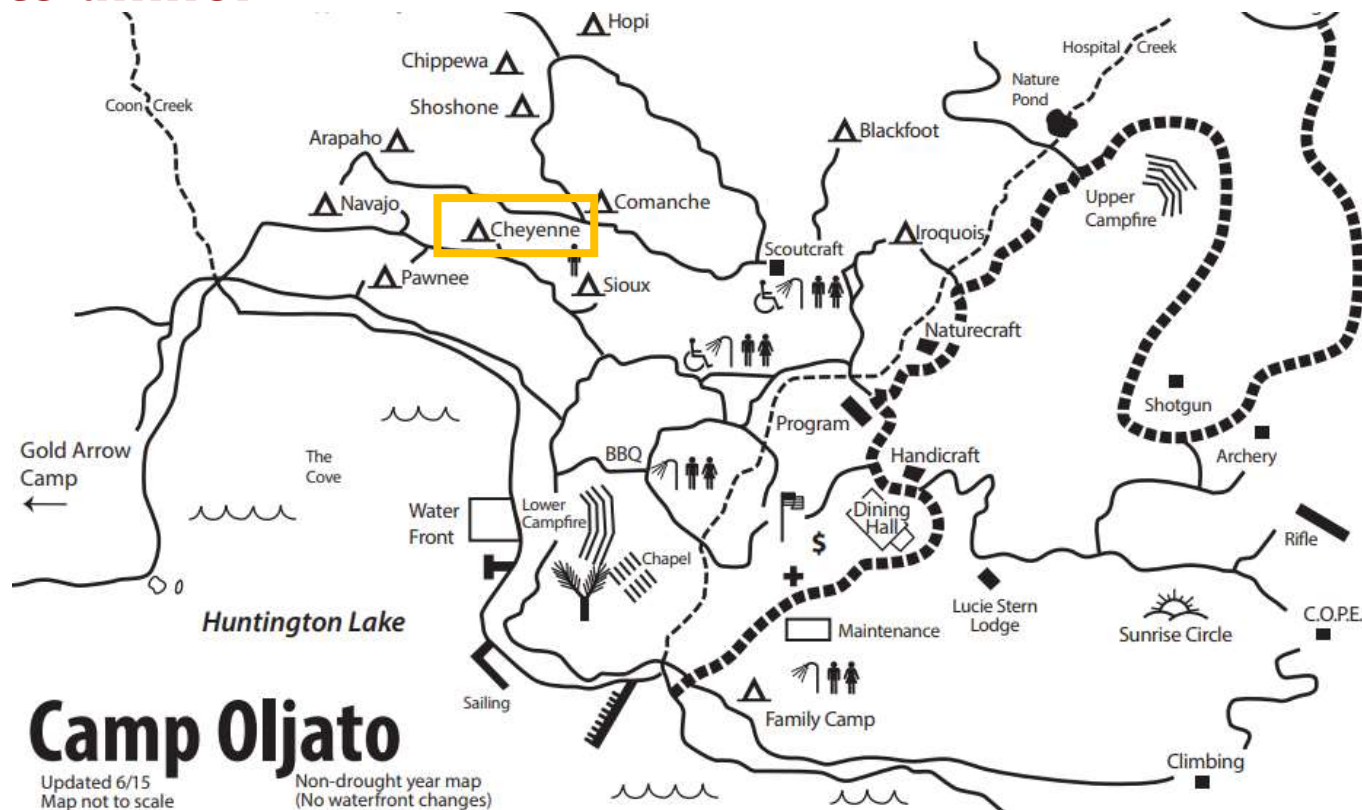 Hopi
Hospital Creek
Chippewa
Nature
Pond
Coon Creek
Shoshone
Arapaho
Blackfoot
Upper
Campfire
Navajo
Comanche
Cheyenne
Iroquois
Scoutcraft
Pawnee
Sioux
Naturecraft
Shotgun
Program
Gold Arrow
Camp
The
Cove
BBQ
Handicraft
Archery
Water
Front
Lower
Campfire
Dining
Hall
$
Rifle
Chapel
Lucie Stern
Lodge
Sunrise Circle
C.O.P.E.
Huntington Lake
Maintenance
Sailing
Family Camp
Climbing
Camp Oljato
Updated 6/15
Map not to scale
Non-drought year map
(No waterfront changes)